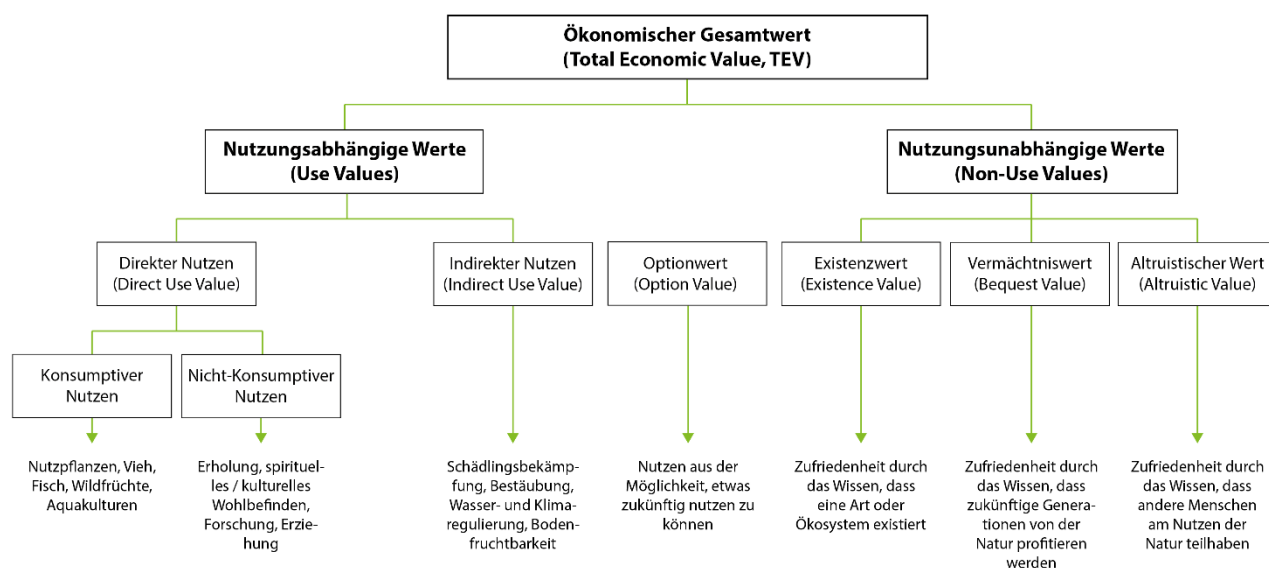 Ökonomischer Gesamtwert
(Total Economic Value, TEV)
Nutzungsabhängige Werte
(Use Values)
Nutzungsunabhängige Werte
(Non-Use Values)
Direkter Nutzen
(Direct Use Value)
Indirekter Nutzen
(Indirect Use Value)
Optionwert
(Option Value)
Existenzwert
(Existence Value)
Vermächtniswert
(Bequest Value)
Altruistischer Wert
(Altruistic Value)
Konsumptiver
Nutzen
Nicht-Konsumptiver
Nutzen
Nutzpflanzen, Vieh,
Fisch, Wildfrüchte,
Aquakulturen
Erholung, spirituel-
les / kulturelles
Wohlbefinden,
Forschung, Erzie-
hung
Schädlingsbekämp-
fung, Bestäubung,
Wasser- und Klima-
regulierung, Boden-
fruchtbarkeit
Nutzen aus der
Möglichkeit, etwas
zukünftig nutzen zu
können
Zufriedenheit durch
das Wissen, dass
eine Art oder
Ökosystem existiert
Zufriedenheit durch
das Wissen, dass
zukünftige Genera-
tionen von der
Natur profitieren
werden
Zufriedenheit durch
das Wissen, dass
andere Menschen
am Nutzen der
Natur teilhaben